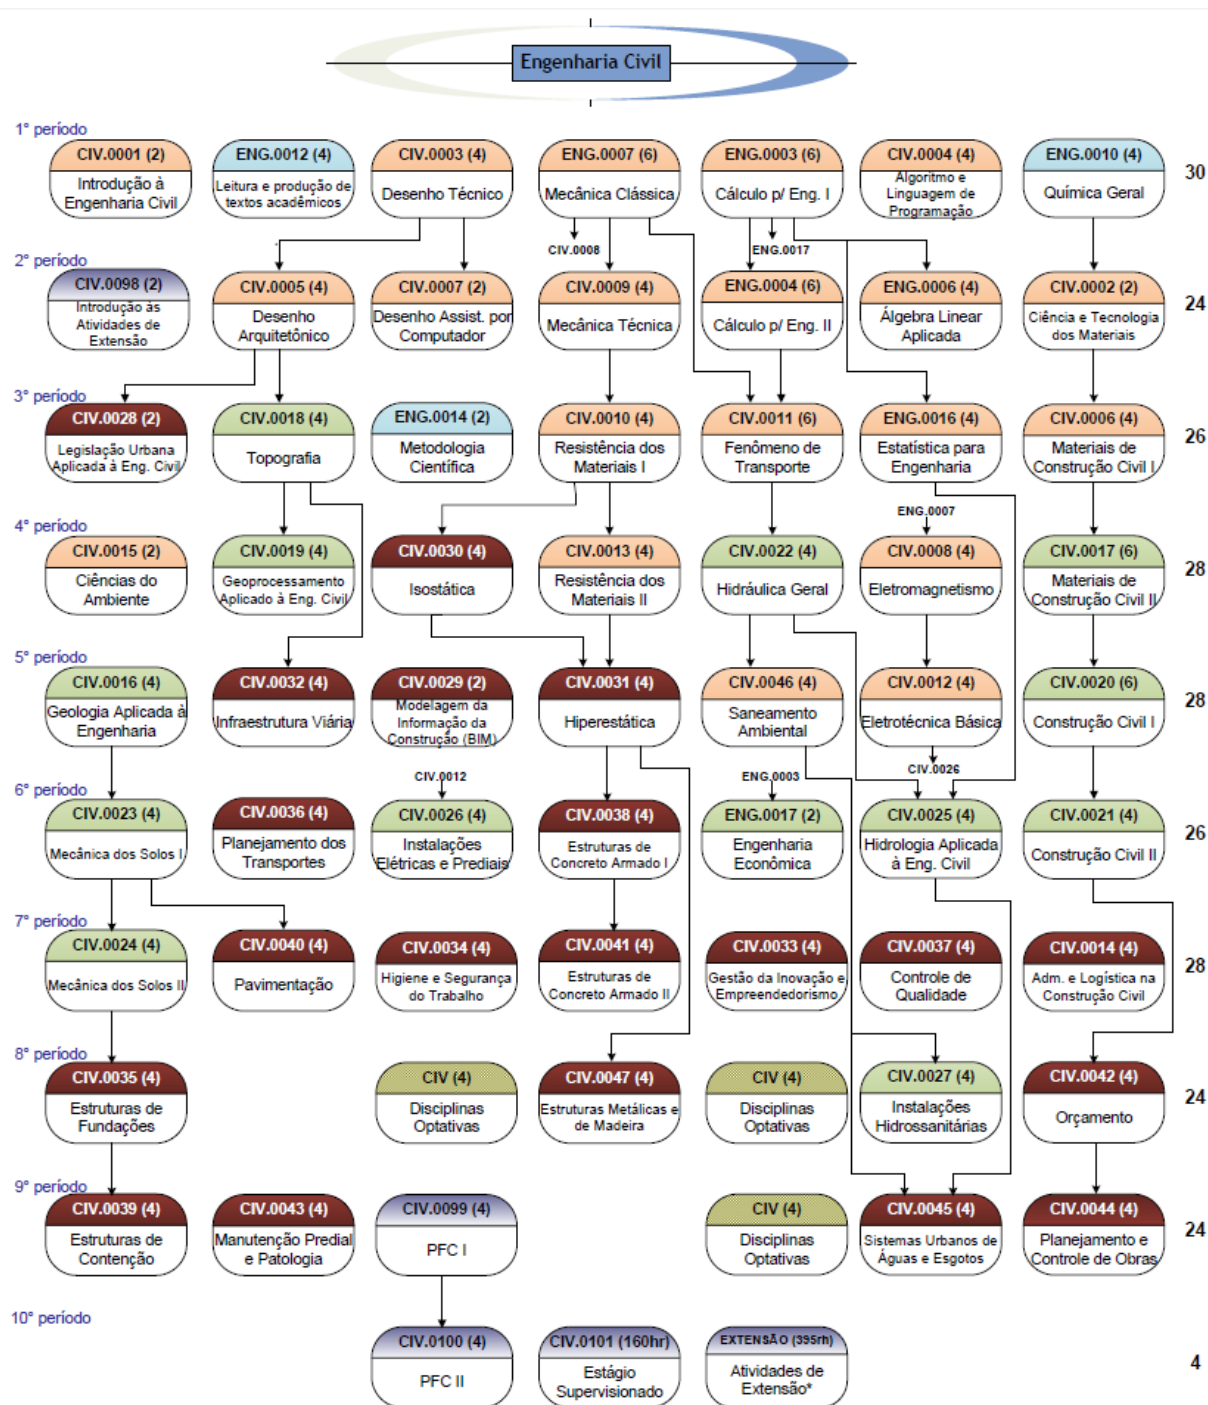 Engenharia Civil
1° período
CIV.0001 (2)
Introdução à
Engenharia Civil
ENG.0012 (4)
Leitura e produção de
textos acadêmicos
CIV.0003 (4)
Desenho Técnico
ENG.0007 (6)
Mecânica Clássica
ENG.0003 (6)
Cálculo p/ Eng. I
CIV.0004 (4)
Algoritmo e
Linguagem de
Programação
ENG.0010 (4)
Química Geral
30
CIV.0008
ENG.0017
2° período
CIV.0098 (2)
Introdução às
Atividades de
Extensão
CIV.0005 (4)
Desenho
Arquitetônico
CIV.0007 (2)
Desenho Assist. por
Computador
CIV.0009 (4)
Mecânica Técnica
ENG.0004 (6)
Cálculo p/ Eng. II
ENG.0006 (4)
Álgebra Linear
Aplicada
CIV.0002 (2)
Ciência e Tecnologia
dos Materiais
24
3° período
CIV.0028 (2)
Legislação Urbana
Aplicada à Eng. Civil
CIV.0018 (4)
Topografia
ENG.0014 (2)
Metodologia
Científica
CIV.0010 (4)
Resistência dos
Materiais I
CIV.0011 (6)
Fenômeno de
Transporte
ENG.0016 (4)
Estatística para
Engenharia
CIV.0006 (4)
Materiais de
Construção Civil I
26
ENG.0007
4° período
CIV.0015 (2)
Ciências do
Ambiente
CIV.0019 (4)
Geoprocessamento
Aplicado à Eng. Civil
CIV.0030 (4)
Isostática
CIV.0013 (4)
Resistência dos
Materiais II
CIV.0022 (4)
Hidráulica Geral
CIV.0008 (4)
Eletromagnetismo
CIV.0017 (6)
Materiais de
Construção Civil II
28
5° período
CIV.0016 (4)
Geologia Aplicada à
Engenharia
CIV.0032 (4)
Infraestrutura Viária
CIV.0029 (2)
Modelagem da
Informação da
Construção (BIM)
CIV.0031 (4)
Hiperestática
CIV.0046 (4)
Saneamento
Ambiental
CIV.0012 (4)
Eletrotécnica Básica
CIV.0020 (6)
Construção Civil I
28
CIV.0012
ENG.0003
CIV.0026
6° período
CIV.0023 (4)
Mecânica dos Solos I
CIV.0036 (4)
Planejamento dos
Transportes
CIV.0026 (4)
Instalações
Elétricas e Prediais
CIV.0038 (4)
Estruturas de
Concreto Armado I
ENG.0017 (2)
Engenharia
Econômica
CIV.0025 (4)
Hidrologia Aplicada
à Eng. Civil
CIV.0021 (4)
Construção Civil II
26
7° período
CIV.0024 (4)
Mecânica dos Solos II
CIV.0040 (4)
Pavimentação
CIV.0034 (4)
Higiene e Segurança
do Trabalho
CIV.0041 (4)
Estruturas de
Concreto Armado II
CIV.0033 (4)
Gestão da Inovação e
Empreendedorismo
CIV.0037 (4)
Controle de
Qualidade
CIV.0014 (4)
Adm. e Logística na
Construção Civil
28
8° período
CIV.0035 (4)
Estruturas de
Fundações
CIV (4)
Disciplinas
Optativas
CIV.0047 (4)
Estruturas Metálicas e
de Madeira
CIV (4)
Disciplinas
Optativas
CIV.0027 (4)
Instalações
Hidrossanitárias
CIV.0042 (4)
Orçamento
24
9° período
CIV.0039 (4)
Estruturas de
Contenção
CIV.0043 (4)
Manutenção Predial
e Patologia
CIV.0099 (4)
PFC I
CIV (4)
Disciplinas
Optativas
CIV.0045 (4)
Sistemas Urbanos de
Águas e Esgotos
CIV.0044 (4)
Planejamento e
Controle de Obras
24
10° período
CIV.0100 (4)
PFC II
CIV.0101 (160hr)
Estágio
Supervisionado
EXTENSÃO (395rh)
Atividades de
Extensão*
4